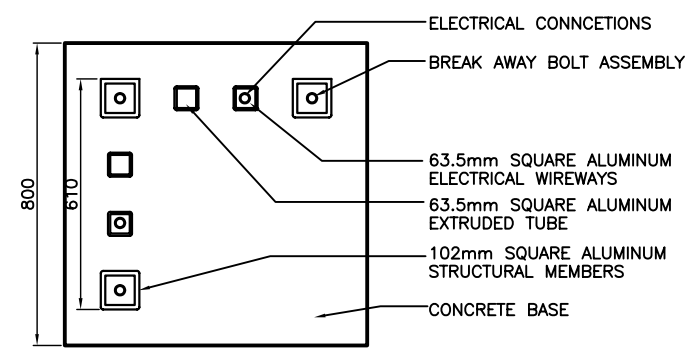 ELECTRICAL CONNCETIONS
BREAK AWAY BOLT ASSEMBLY
63.5mm SQUARE ALUMINUM
ELECTRICAL WIREWAYS
63.5mm SQUARE ALUMINUM
EXTRUDED TUBE
102mm SQUARE ALUMINUM
STRUCTURAL MEMBERS
CONCRETE BASE
800
610